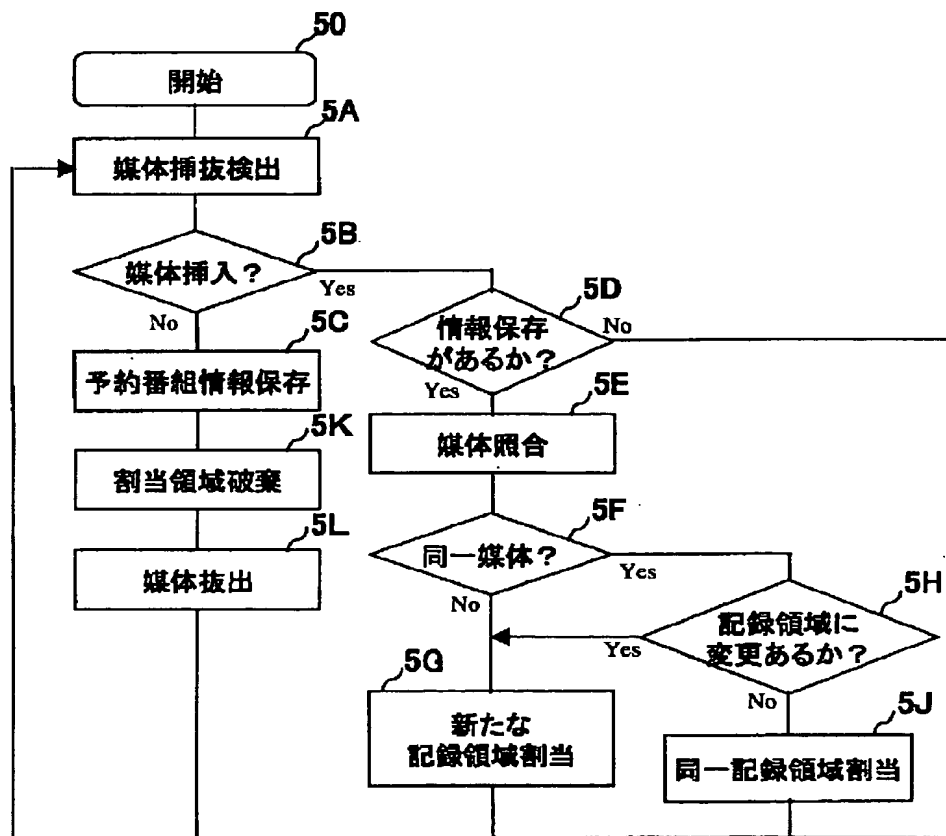 50
開始
5A
媒体挿抜検出
5B
媒体挿入？
Yes
No
5C
予約番組情報保存
5K
割当領域破棄
5L
媒体抜出
5D
情報保存
があるか？
No
Yes
5E
媒体照合
5F
同一媒体？
Yes
No
5H
記録領域に
変更あるか？
Yes
No
5G
新たな
記録領域割当
5J
同一記録領域割当